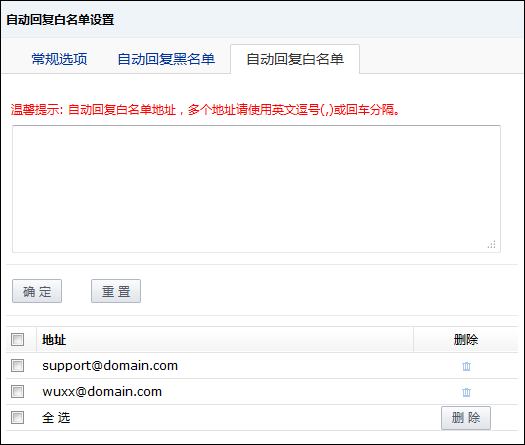 自动回复白名单设置
常规选项 自动回复黑名单 自动回复白名单
温馨提示: 自动回复白名单地址，多个地址请使用英文逗号(,)或回车分隔。
确 定 重 置
地址 删除
support@domain.com
wuxx@domain.com
全 选 删 除